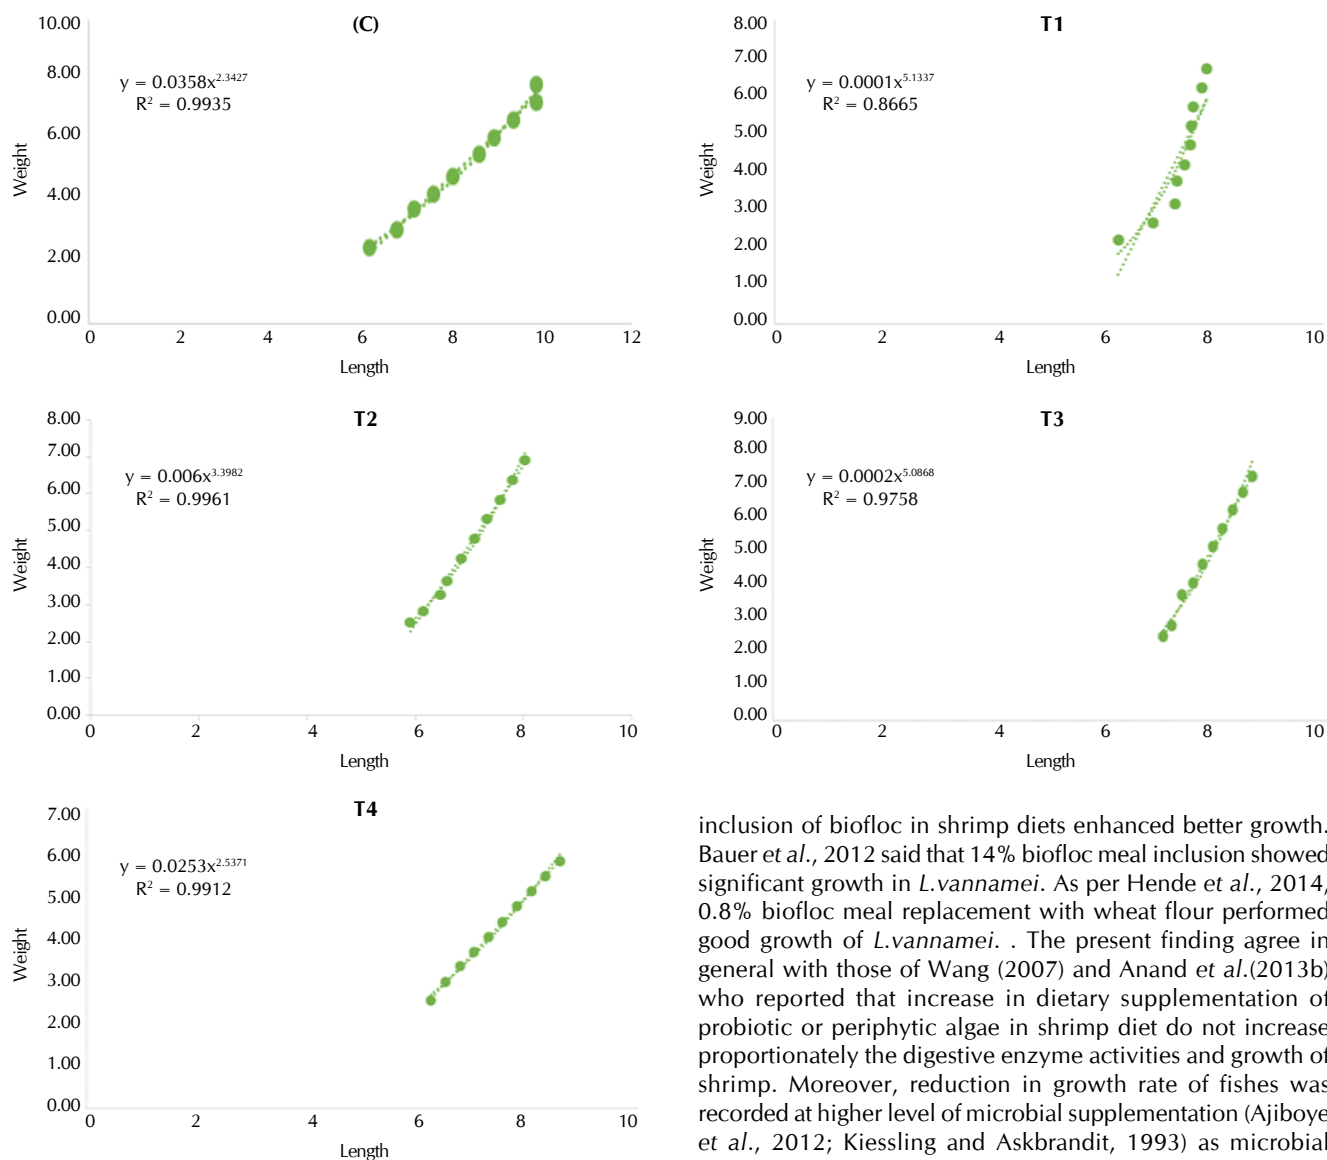 (C)
10.00
8.00
6.00
4.00
2.00
0.00
Weight
y = 0.0358x^2.3427
R² = 0.9935
0 2 4 6 8 10 12
Length
T1
8.00
7.00
6.00
5.00
4.00
3.00
2.00
1.00
0.00
Weight
y = 0.0001x^5.1337
R² = 0.8665
0 2 4 6 8 10
Length
T2
8.00
7.00
6.00
5.00
4.00
3.00
2.00
1.00
0.00
Weight
y = 0.006x^3.3982
R² = 0.9961
0 2 4 6 8 10
Length
T3
9.00
8.00
7.00
6.00
5.00
4.00
3.00
2.00
1.00
0.00
Weight
y = 0.0002x^5.0868
R² = 0.9758
0 2 4 6 8 10
Length
T4
7.00
6.00
5.00
4.00
3.00
2.00
1.00
0.00
Weight
y = 0.0253x^2.5371
R² = 0.9912
0 2 4 6 8 10
Length
inclusion of biofloc in shrimp diets enhanced better growth.
Bauer et al., 2012 said that 14% biofloc meal inclusion showed
significant growth in L.vannamei. As per Hende et al., 2014,
0.8% biofloc meal replacement with wheat flour performed
good growth of L.vannamei. . The present finding agree in
general with those of Wang (2007) and Anand et al.(2013b)
who reported that increase in dietary supplementation of
probiotic or periphytic algae in shrimp diet do not increase
proportionately the digestive enzyme activities and growth of
shrimp. Moreover, reduction in growth rate of fishes was
recorded at higher level of microbial supplementation (Ajiboye
et al., 2012; Kiessling and Askbrandit, 1993) as microbial